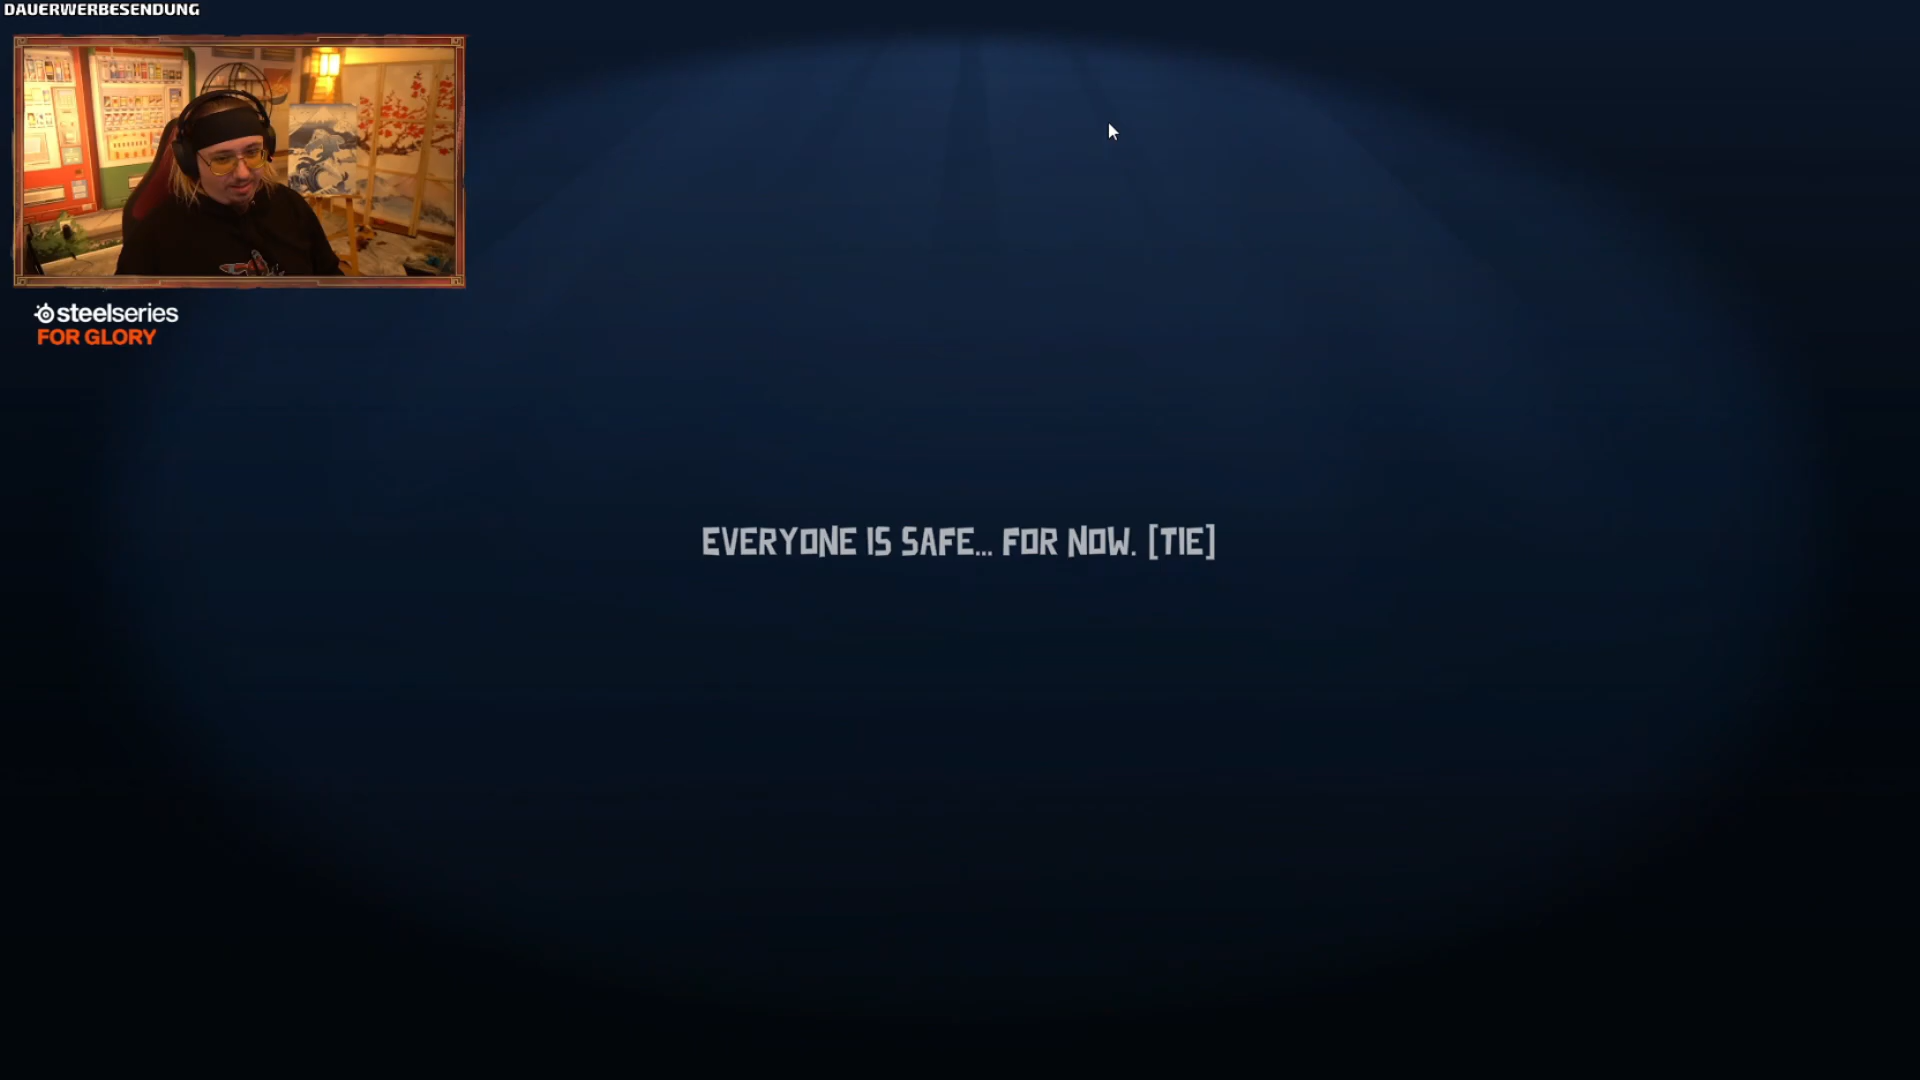 DAUERWERBESENDUNG
steelseries
FOR GLORY
EVERYONE IS SAFE... FOR NOW. [TIE]